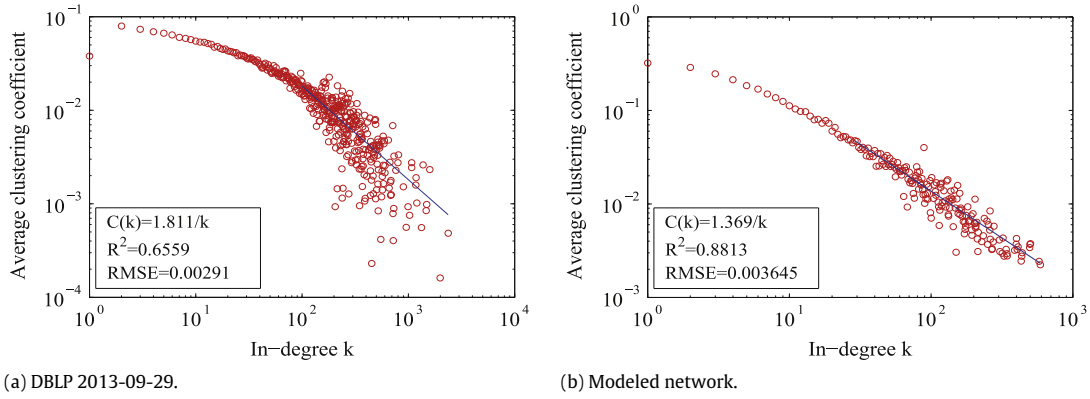 10^-1
10^-2
10^-3
10^-4
Average clustering coefficient
C(k)=1.811/k
R^2=0.6559
RMSE=0.00291
10^0 10^1 10^2 10^3 10^4
In−degree k
(a) DBLP 2013-09-29.
10^0
10^-1
10^-2
10^-3
Average clustering coefficient
C(k)=1.369/k
R^2=0.8813
RMSE=0.003645
10^0 10^1 10^2 10^3
In−degree k
(b) Modeled network.